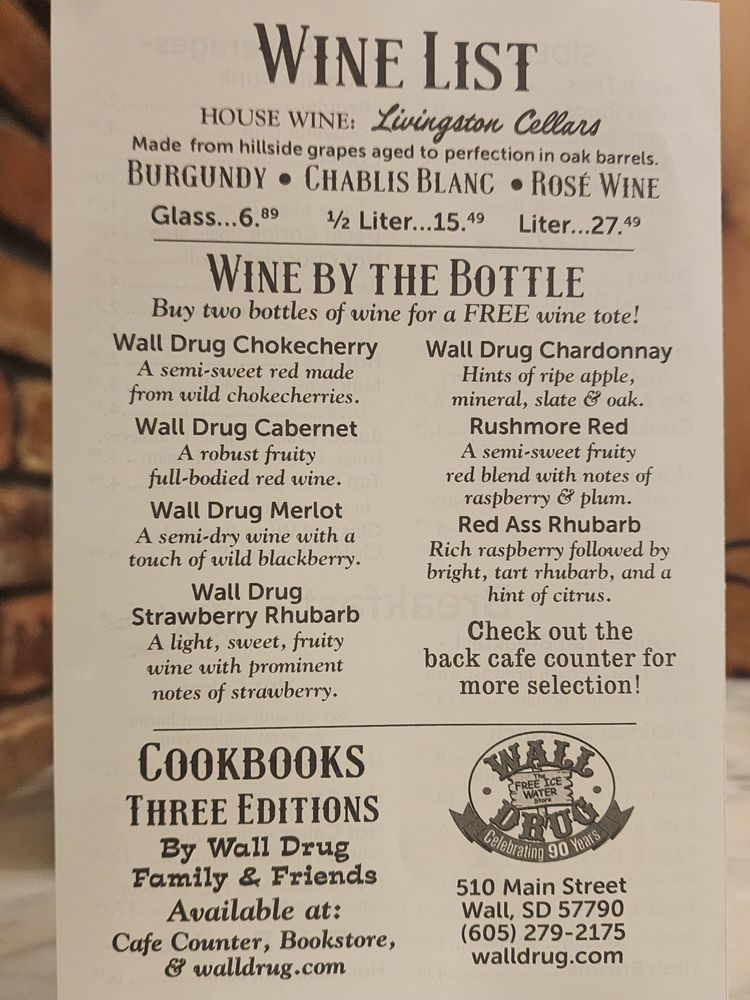 WINE LIST
HOUSE WINE: Livingston Cellars
Made from hillside grapes aged to perfection in oak barrels.
BURGUNDY • CHABLIS BLANC • ROSÉ WINE
Glass...6.⁸⁹ ½ Liter...15.⁴⁹ Liter...27.⁴⁹
WINE BY THE BOTTLE
Buy two bottles of wine for a FREE wine tote!
Wall Drug Chokecherry
A semi-sweet red made
from wild chokecherries.
Wall Drug Cabernet
A robust fruity
full-bodied red wine.
Wall Drug Merlot
A semi-dry wine with a
touch of wild blackberry.
Wall Drug
Strawberry Rhubarb
A light, sweet, fruity
wine with prominent
notes of strawberry.
Wall Drug Chardonnay
Hints of ripe apple,
mineral, slate & oak.
Rushmore Red
A semi-sweet fruity
red blend with notes of
raspberry & plum.
Red Ass Rhubarb
Rich raspberry followed by
bright, tart rhubarb, and a
hint of citrus.
Check out the
back cafe counter for
more selection!
COOKBOOKS
THREE EDITIONS
By Wall Drug
Family & Friends
Available at:
Cafe Counter, Bookstore,
& walldrug.com
WALL
The
FREE ICE
WATER
Store
DRUG
Celebrating 90 Years
510 Main Street
Wall, SD 57790
(605) 279-2175
walldrug.com